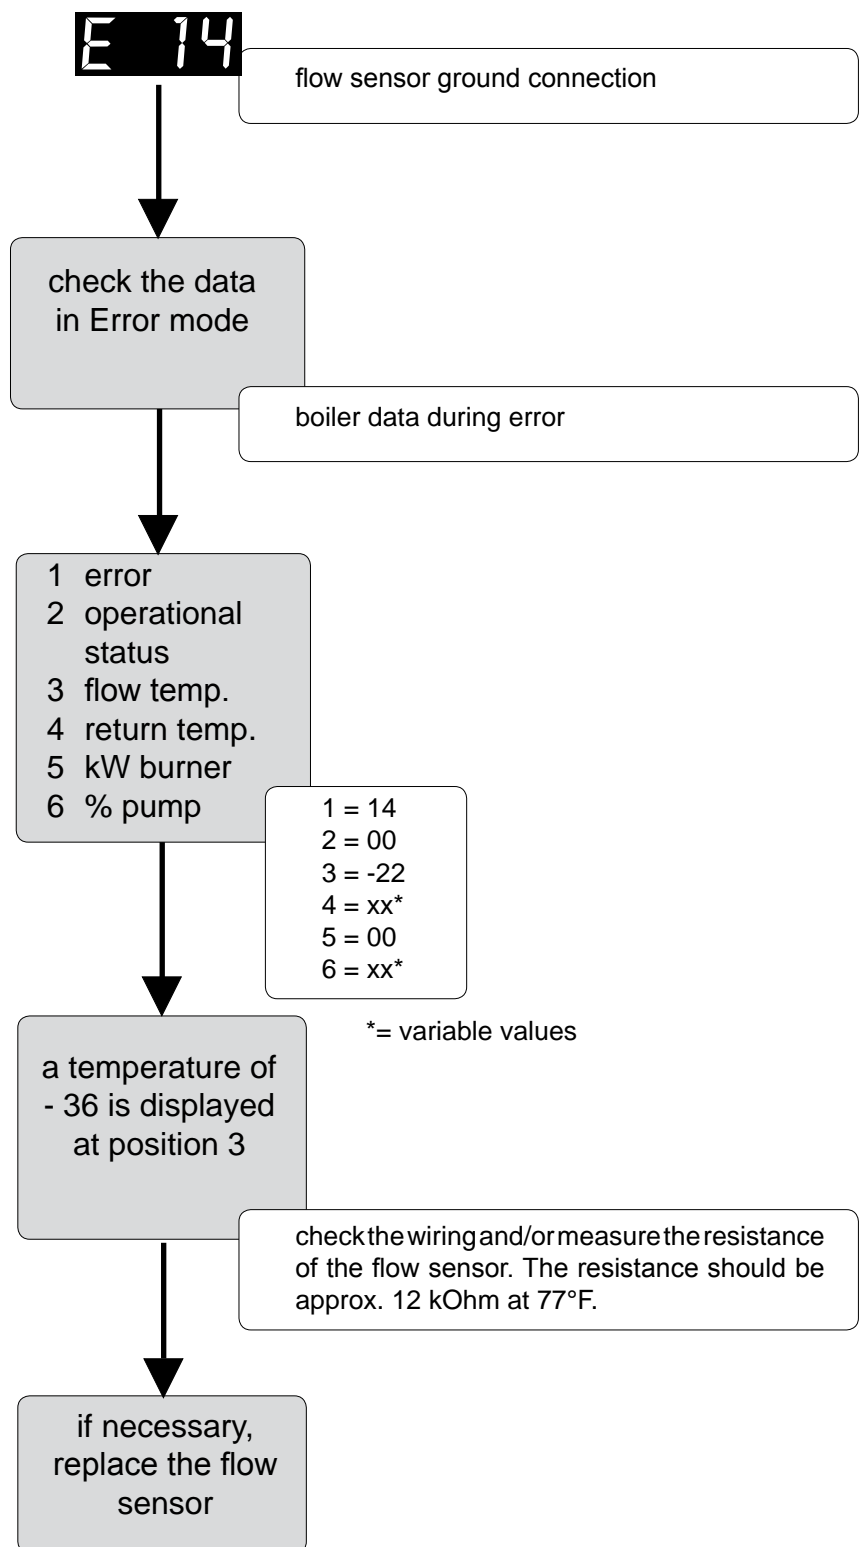 E 14
flow sensor ground connection
check the data
in Error mode
boiler data during error
1 error
2 operational
status
3 flow temp.
4 return temp.
5 kW burner
6 % pump
1 = 14
2 = 00
3 = -22
4 = xx*
5 = 00
6 = xx*
*= variable values
a temperature of
- 36 is displayed
at position 3
check the wiring and/or measure the resistance
of the flow sensor. The resistance should be
approx. 12 kOhm at 77°F.
if necessary,
replace the flow
sensor